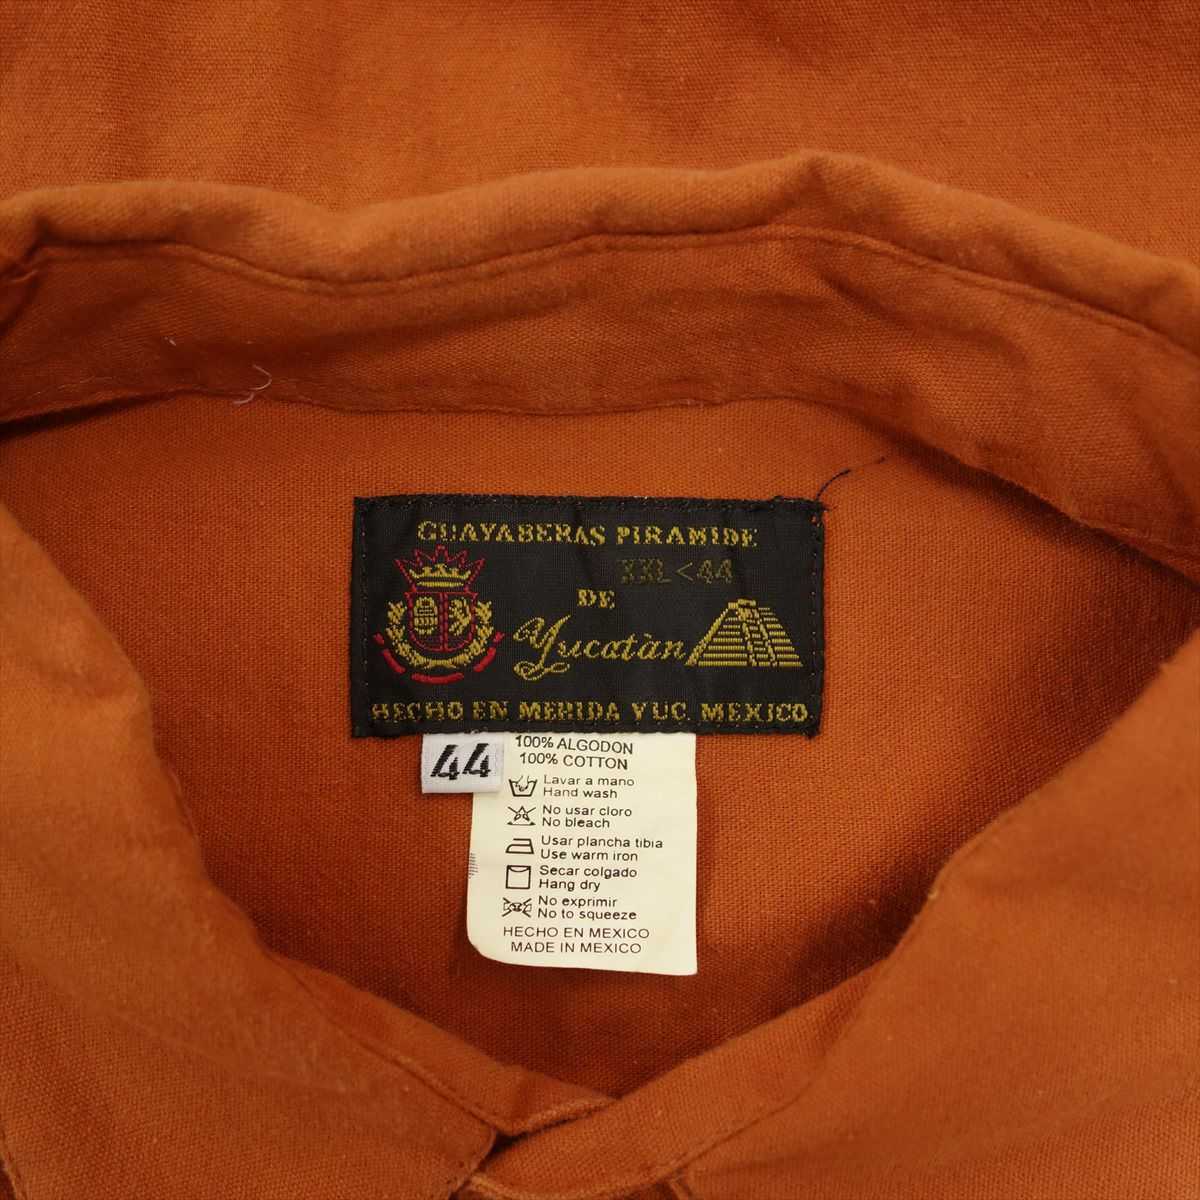 GUAYABERAS PIRAMIDE
XXL<44
DE
Yucatàn
HECHO EN MERIDA YUC. MEXICO
44
100% ALGODON
100% COTTON
Lavar a mano
Hand wash
No usar cloro
No bleach
Usar plancha tibia
Use warm iron
Secar colgado
Hang dry
No exprimir
No to squeeze
HECHO EN MEXICO
MADE IN MEXICO